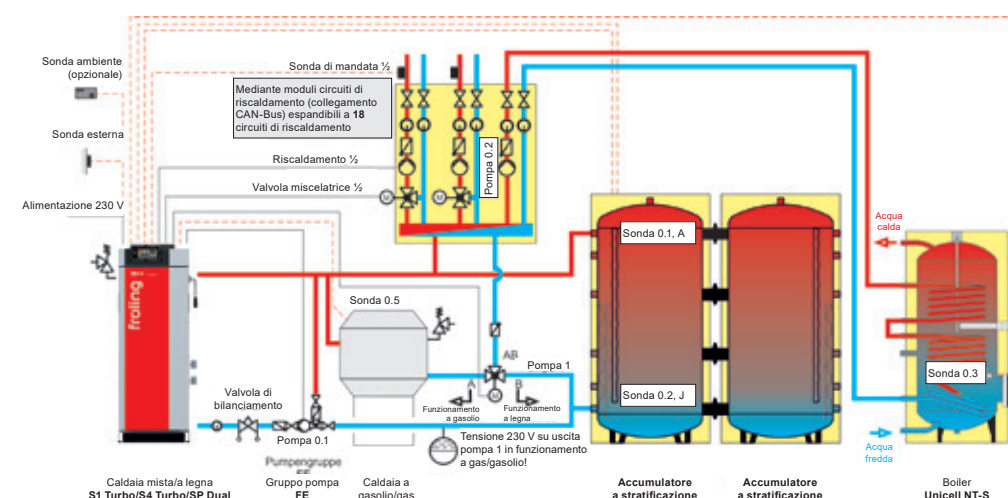 Sonda ambiente
(opzionale)
Sonda di mandata ½
Mediante moduli circuiti di
riscaldamento (collegamento
CAN-Bus) espandibili a 18
circuiti di riscaldamento
Sonda esterna
Riscaldamento ½
Valvola miscelatrice ½
Alimentazione 230 V
M
M
Pompa 0.2
Sonda 0.1, A
Acqua
calda
froling
Sonda 0.5
AB
Pompa 1
A
B
M
Funzionamento
a gasolio
Funzionamento
a legna
Sonda 0.2, J
Sonda 0.3
Valvola di
bilanciamento
Pompa 0.1
Tensione 230 V su uscita
pompa 1 in funzionamento
a gas/gasolio!
Acqua
fredda
Pumpengruppe
Caldaia mista/a legna
S1 Turbo/S4 Turbo/SP Dual
Gruppo pompa
FE
Caldaia a
gasolio/gas
Accumulatore
a stratificazione
Accumulatore
a stratificazione
Boiler
Unicell NT-S